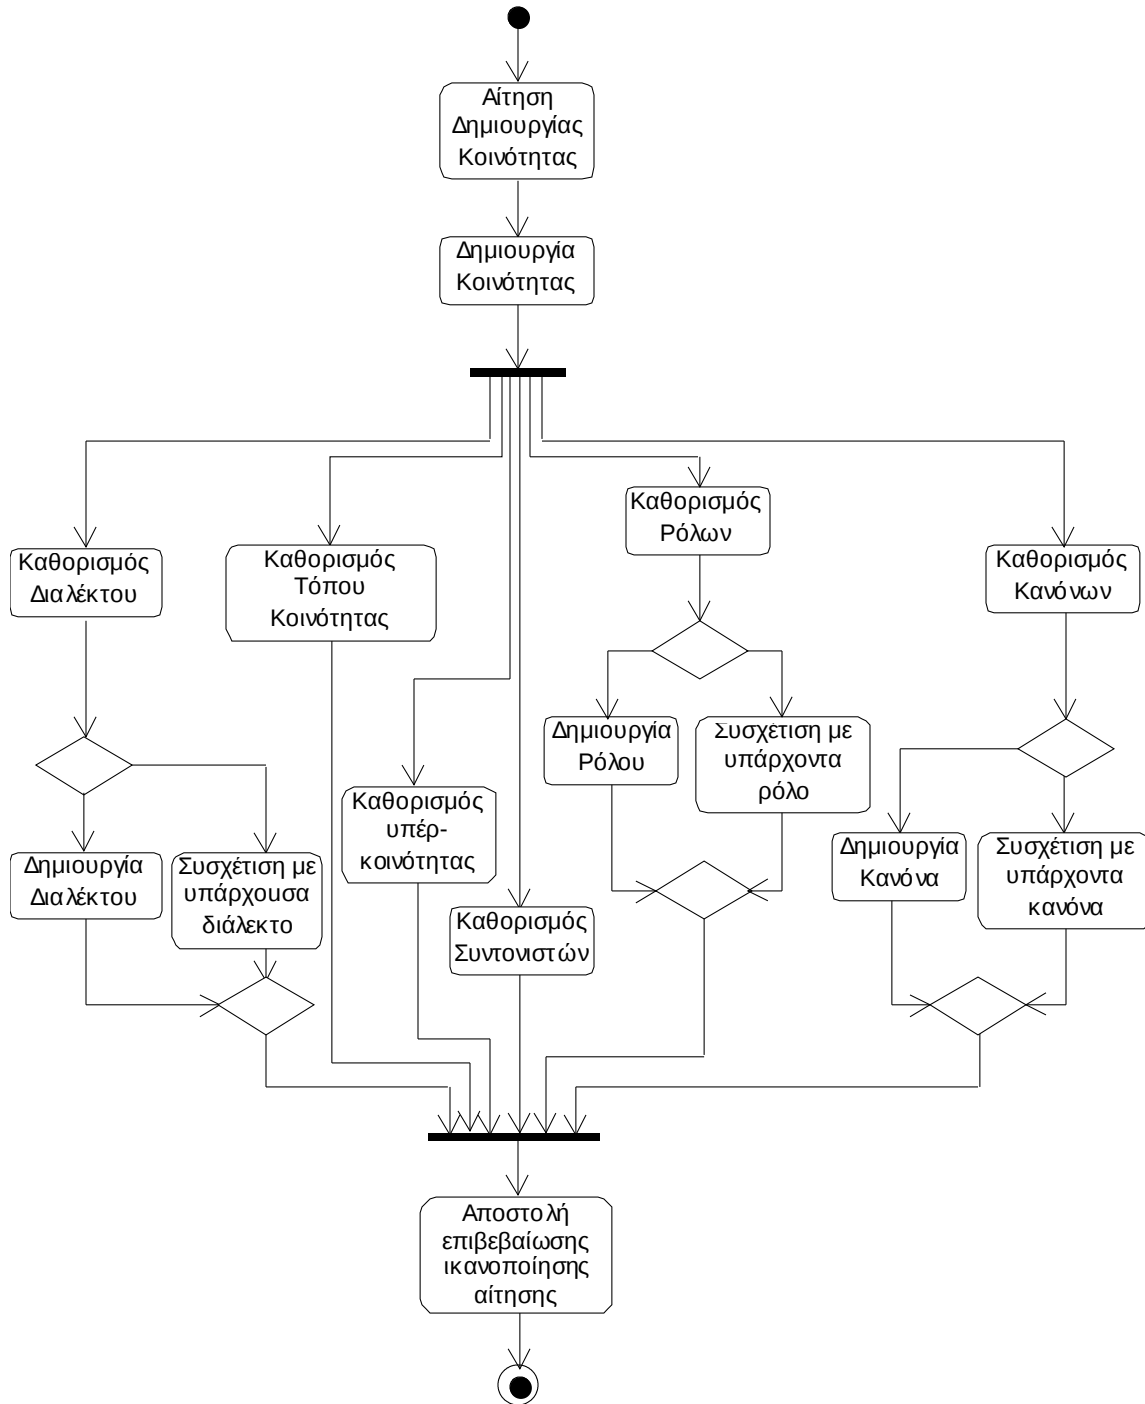 Αίτηση
Δημιουργίας
Κοινότητας
Δημιουργία
Κοινότητας
Καθορισμός
Ρόλων
Καθορισμός
Διαλέκτου
Καθορισμός
Τόπου
Κοινότητας
Καθορισμός
Κανόνων
Δημιουργία
Ρόλου
Συσχέτιση με
υπάρχοντα
ρόλο
Καθορισμός
υπέρ-
κοινότητας
Δημιουργία
Διαλέκτου
Συσχέτιση με
υπάρχουσα
διάλεκτο
Δημιουργία
Κανόνα
Συσχέτιση με
υπάρχοντα
κανόνα
Καθορισμός
Συντονιστών
Αποστολή
επιβεβαίωσης
ικανοποίησης
αίτησης